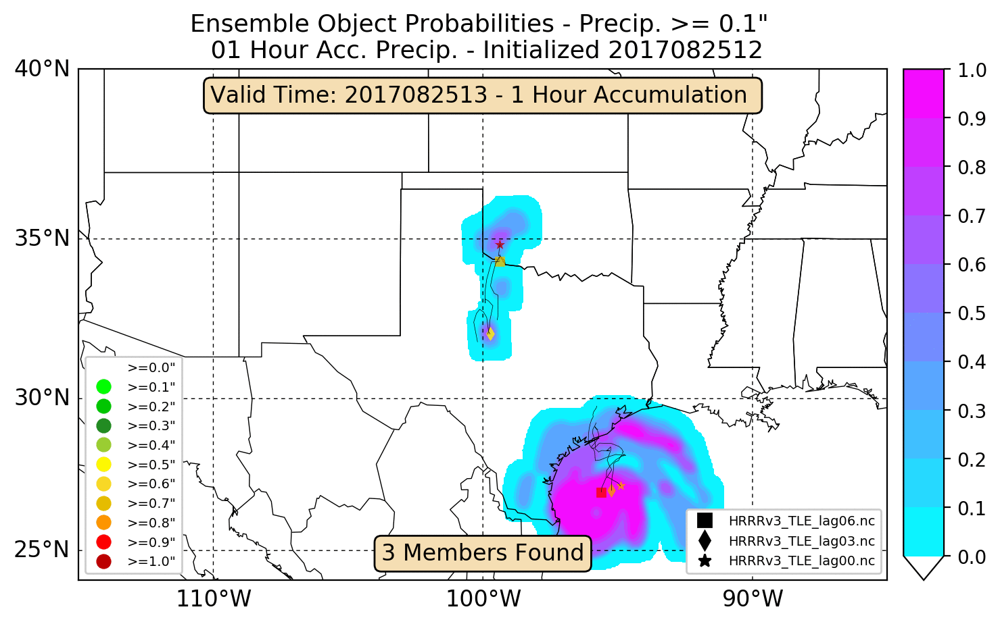 Ensemble Object Probabilities - Precip. >= 0.1"
01 Hour Acc. Precip. - Initialized 2017082512
Valid Time: 2017082513 - 1 Hour Accumulation
40°N
35°N
30°N
25°N
110°W
100°W
90°W
>=0.0"
>=0.1"
>=0.2"
>=0.3"
>=0.4"
>=0.5"
>=0.6"
>=0.7"
>=0.8"
>=0.9"
>=1.0"
3 Members Found
HRRRv3_TLE_lag06.nc
HRRRv3_TLE_lag03.nc
HRRRv3_TLE_lag00.nc
1.0
0.9
0.8
0.7
0.6
0.5
0.4
0.3
0.2
0.1
0.0